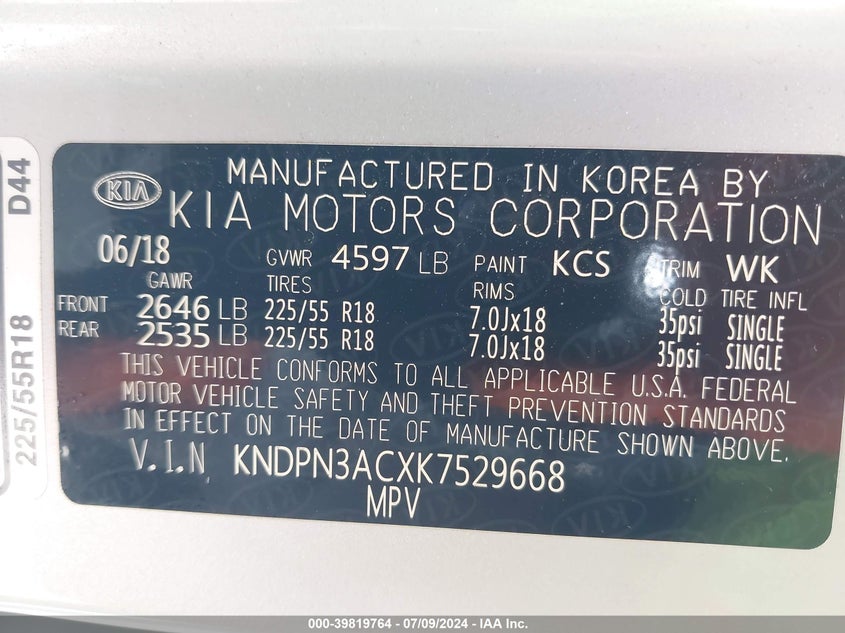 KIA
MANUFACTURED IN KOREA BY
KIA MOTORS CORPORATION
06/18 GVWR 4597 LB PAINT KCS TRIM WK
GAWR TIRES RIMS COLD TIRE INFL
FRONT 2646 LB 225/55 R18 7.0Jx18 35psi SINGLE
REAR 2535 LB 225/55 R18 7.0Jx18 35psi SINGLE
THIS VEHICLE CONFORMS TO ALL APPLICABLE U.S.A. FEDERAL
MOTOR VEHICLE SAFETY AND THEFT PREVENTION STANDARDS
IN EFFECT ON THE DATE OF MANUFACTURE SHOWN ABOVE.
V.I.N KNDPN3ACXK7529668
MPV
225/55R18 D44
000-39819764 - 07/09/2024 - IAA Inc.